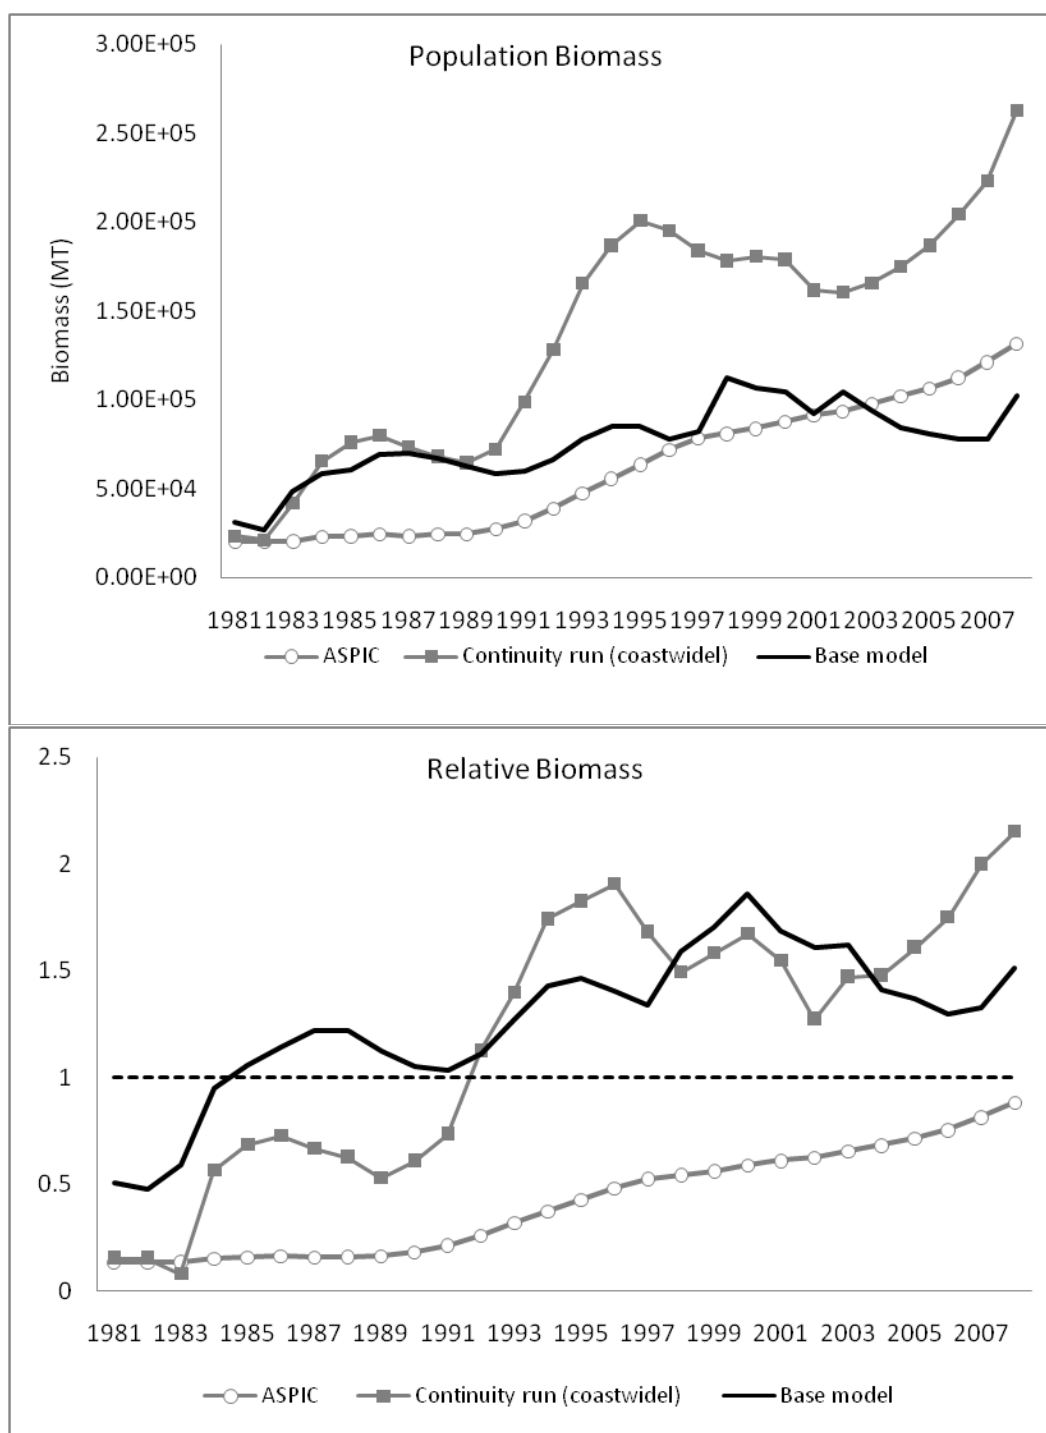 Population Biomass
3.00E+05
2.50E+05
2.00E+05
1.50E+05
1.00E+05
5.00E+04
0.00E+00
Biomass (MT)
1981 1983 1985 1987 1989 1991 1993 1995 1997 1999 2001 2003 2005 2007
ASPIC Continuity run (coastwidel) Base model
Relative Biomass
2.5
2
1.5
1
0.5
0
1981 1983 1985 1987 1989 1991 1993 1995 1997 1999 2001 2003 2005 2007
ASPIC Continuity run (coastwidel) Base model